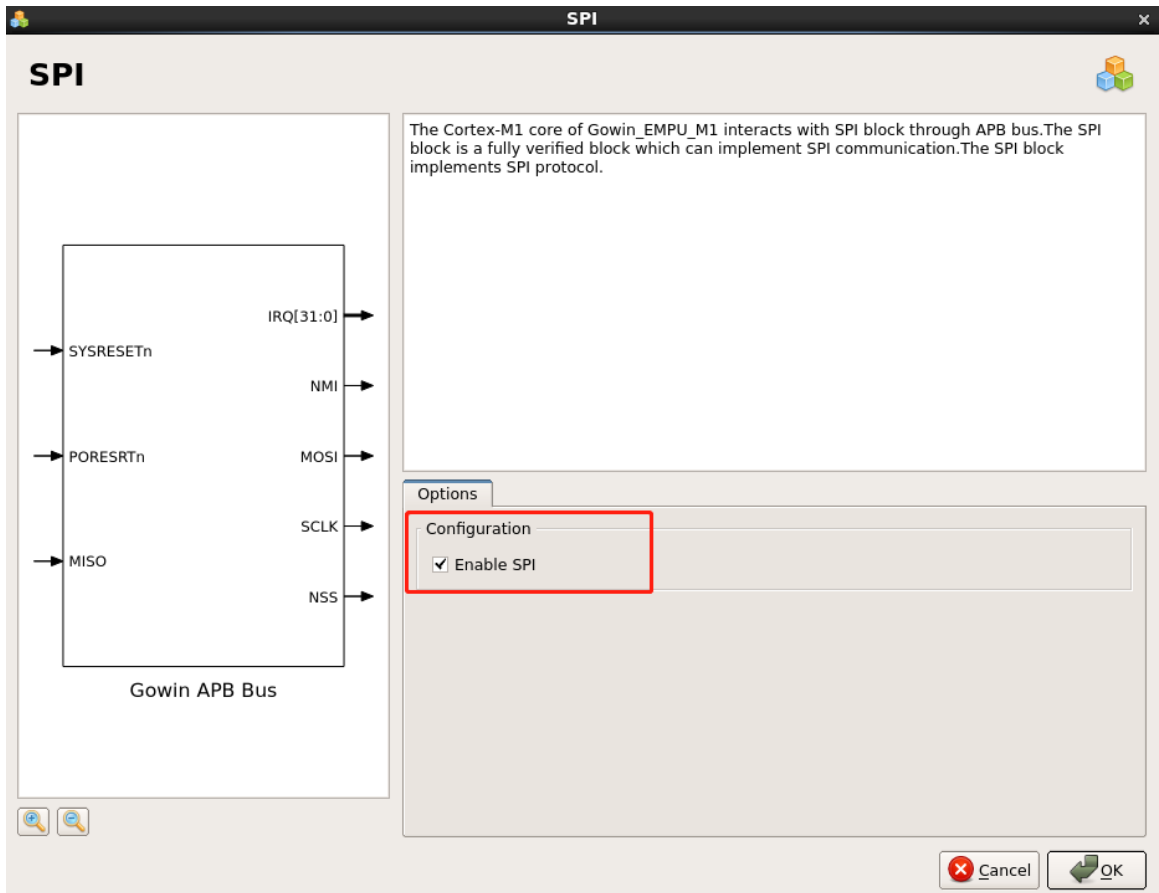 SPI
SPI
The Cortex-M1 core of Gowin_EMPU_M1 interacts with SPI block through APB bus.The SPI
block is a fully verified block which can implement SPI communication.The SPI block
implements SPI protocol.
IRQ[31:0]
SYSRESETn
NMI
PORESRTn
MOSI
SCLK
MISO
NSS
Gowin APB Bus
Options
Configuration
Enable SPI
Cancel
OK